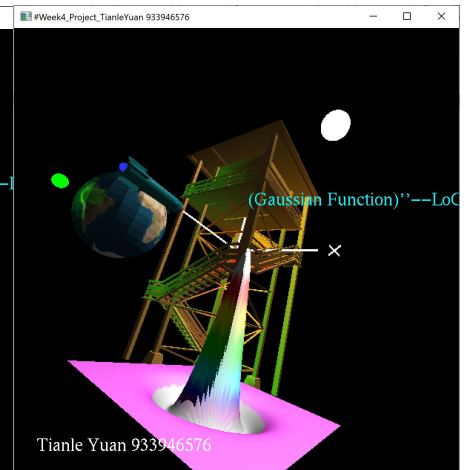 #Week4_Project_TianleYuan 933946576
(Gaussian Function)’’--LoG
X
Tianle Yuan 933946576